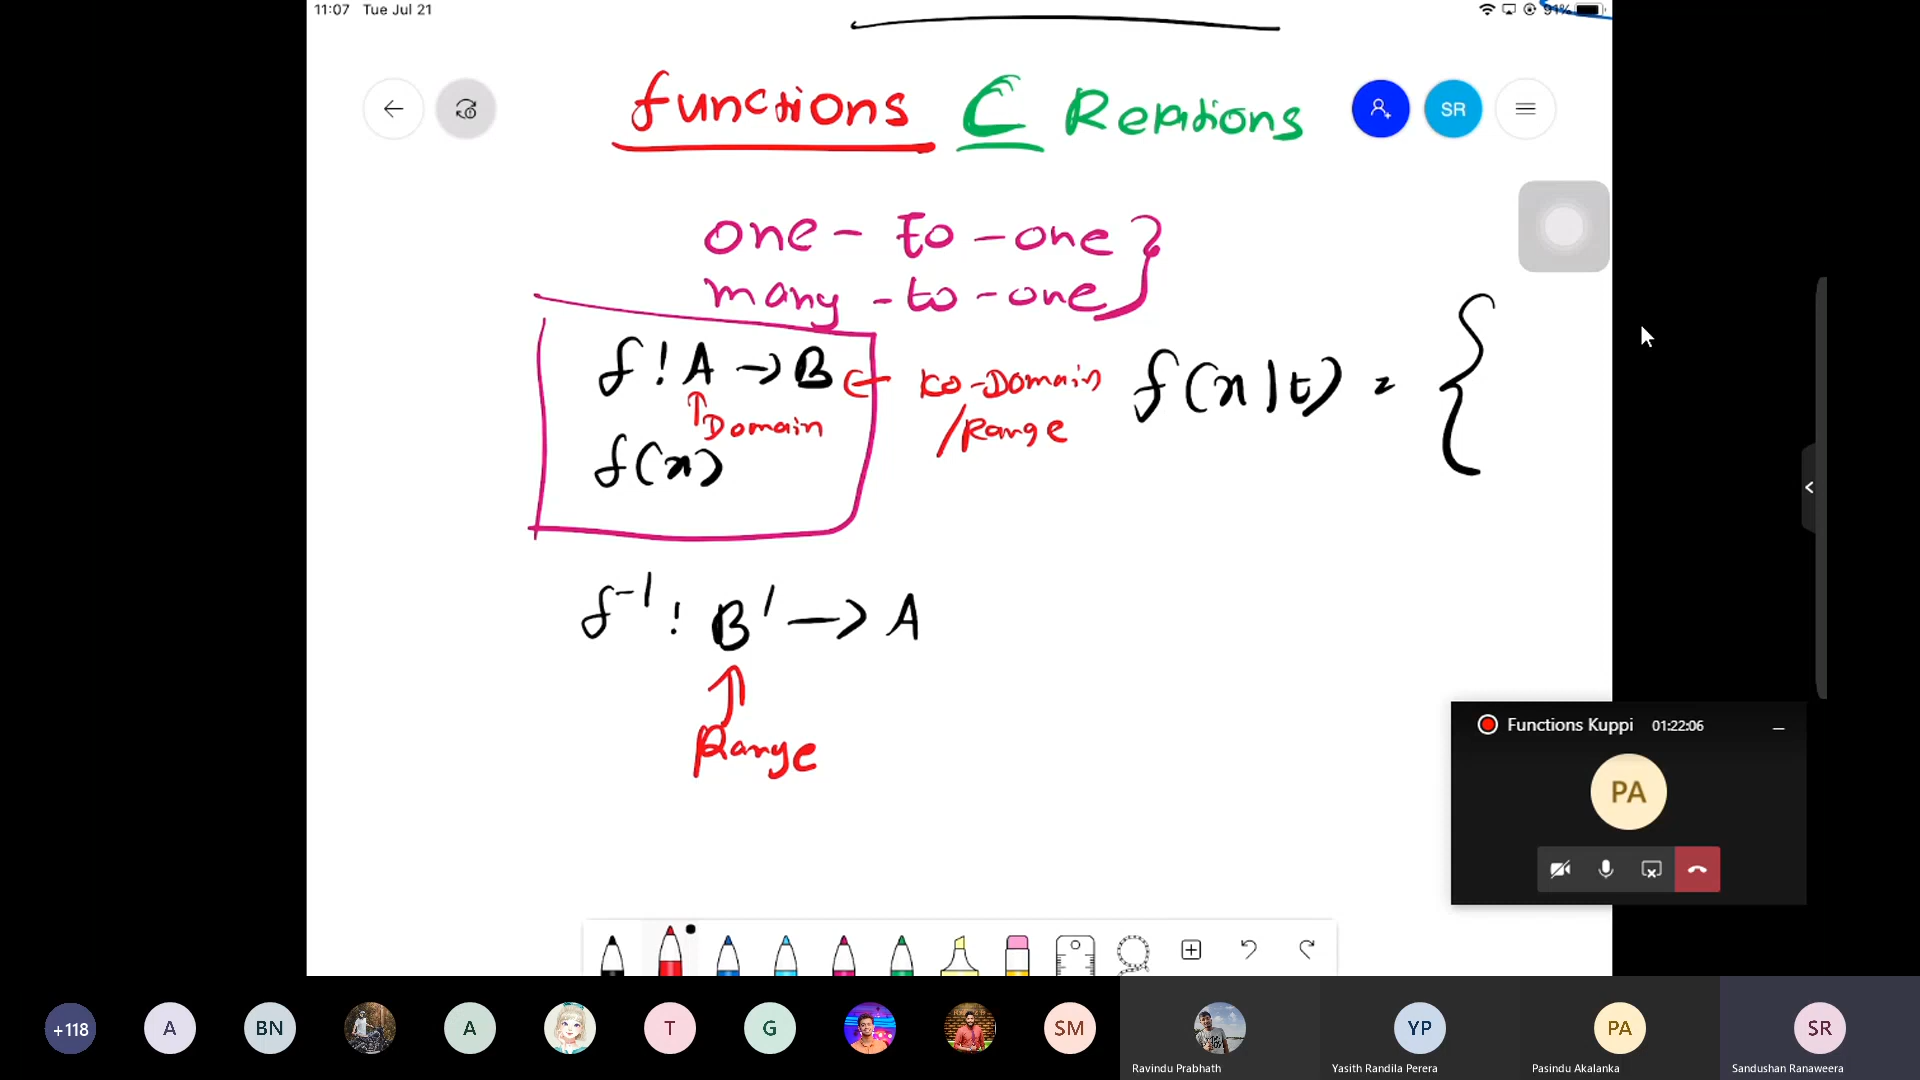 11:07 Tue Jul 21
91%
functions ⊂ Relations
SR
one - to - one }
many - to - one
f : A → B ← ko-Domain f(x|t) = {
↑ Domain /Range
f(x)
f⁻¹ : B' → A
↑
Range
Functions Kuppi 01:22:06
PA
+118 A BN A T G SM YP PA SR
Ravindu Prabhath Yasith Randila Perera Pasindu Akalanka Sandushan Ranaweera